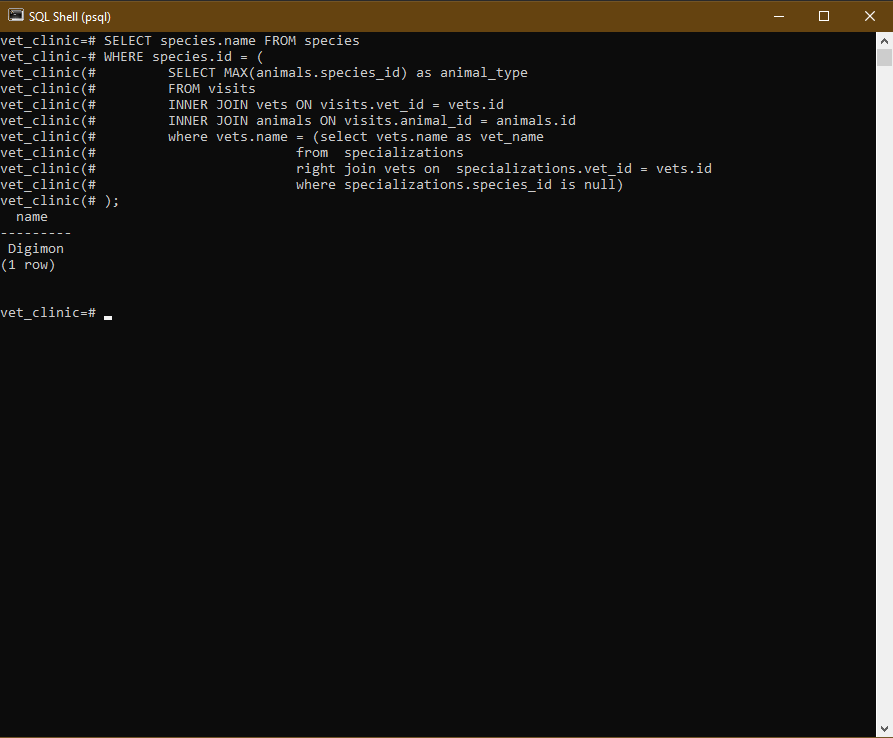 SQL Shell (psql)
vet_clinic=# SELECT species.name FROM species
vet_clinic-# WHERE species.id = (
vet_clinic(#         SELECT MAX(animals.species_id) as animal_type
vet_clinic(#         FROM visits
vet_clinic(#         INNER JOIN vets ON visits.vet_id = vets.id
vet_clinic(#         INNER JOIN animals ON visits.animal_id = animals.id
vet_clinic(#         where vets.name = (select vets.name as vet_name
vet_clinic(#                         from  specializations
vet_clinic(#                         right join vets on  specializations.vet_id = vets.id
vet_clinic(#                         where specializations.species_id is null)
vet_clinic(# );
  name
---------
 Digimon
(1 row)
vet_clinic=#